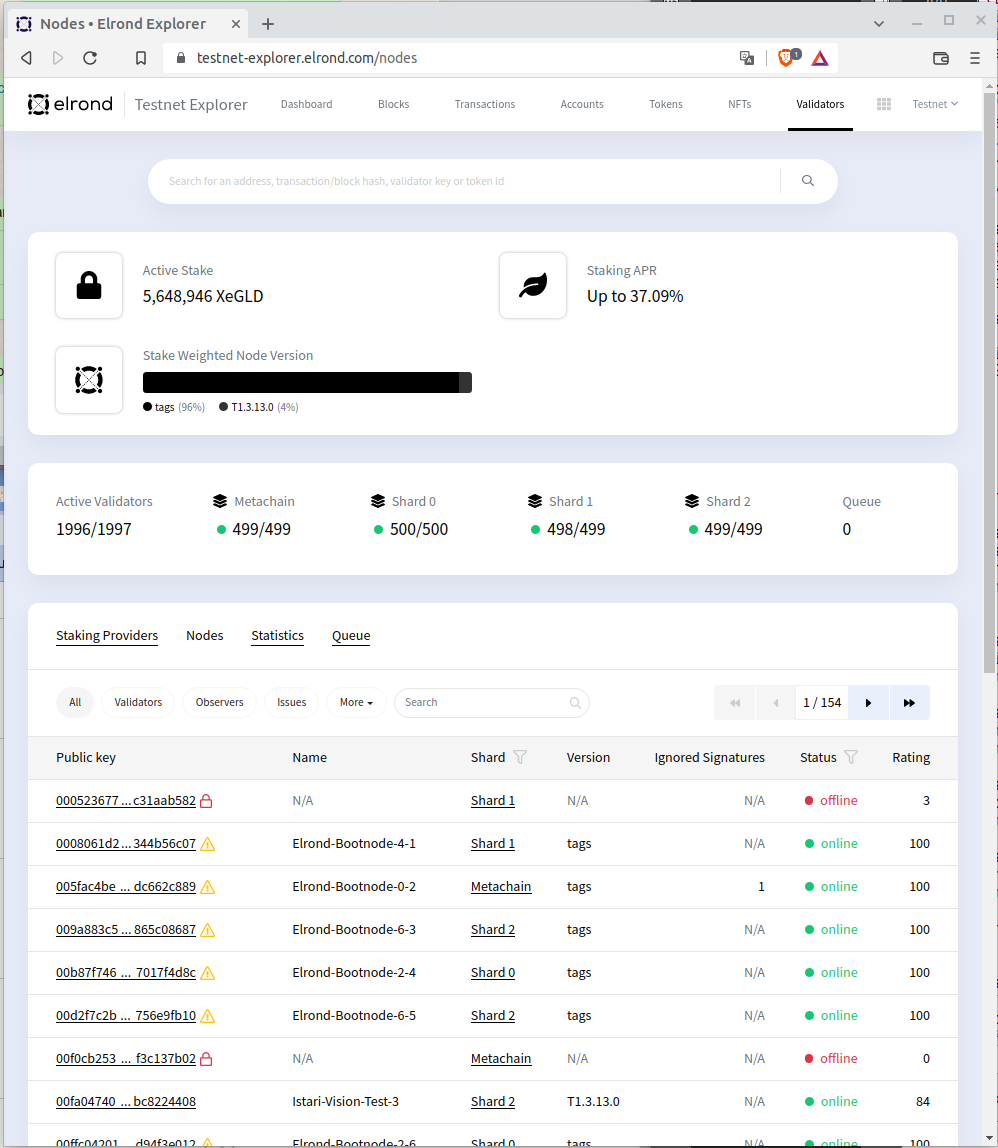 Nodes • Elrond Explorer
testnet-explorer.elrond.com/nodes
1
elrond Testnet Explorer Dashboard Blocks Transactions Accounts Tokens NFTs Validators Testnet
Search for an address, transaction/block hash, validator key or token id
Active Stake
5,648,946 XeGLD
Staking APR
Up to 37.09%
Stake Weighted Node Version
tags (96%) T1.3.13.0 (4%)
Active Validators Metachain Shard 0 Shard 1 Shard 2 Queue
1996/1997 499/499 500/500 498/499 499/499 0
Staking Providers Nodes Statistics Queue
All Validators Observers Issues More Search 1 / 154
Public key Name Shard Version Ignored Signatures Status Rating
000523677 ... c31aab582 N/A Shard 1 N/A N/A offline 3
0008061d2 ... 344b56c07 Elrond-Bootnode-4-1 Shard 1 tags N/A online 100
005fac4be ... dc662c889 Elrond-Bootnode-0-2 Metachain tags 1 online 100
009a883c5 ... 865c08687 Elrond-Bootnode-6-3 Shard 2 tags N/A online 100
00b87f746 ... 7017f4d8c Elrond-Bootnode-2-4 Shard 0 tags N/A online 100
00d2f7c2b ... 756e9fb10 Elrond-Bootnode-6-5 Shard 2 tags N/A online 100
00f0cb253 ... f3c137b02 N/A Metachain N/A N/A offline 0
00fa04740 ... bc8224408 Istari-Vision-Test-3 Shard 2 T1.3.13.0 N/A online 84
00ffc04201 ... d94f3e012 Elrond-Bootnode-2-6 Shard 0 tags N/A online 100